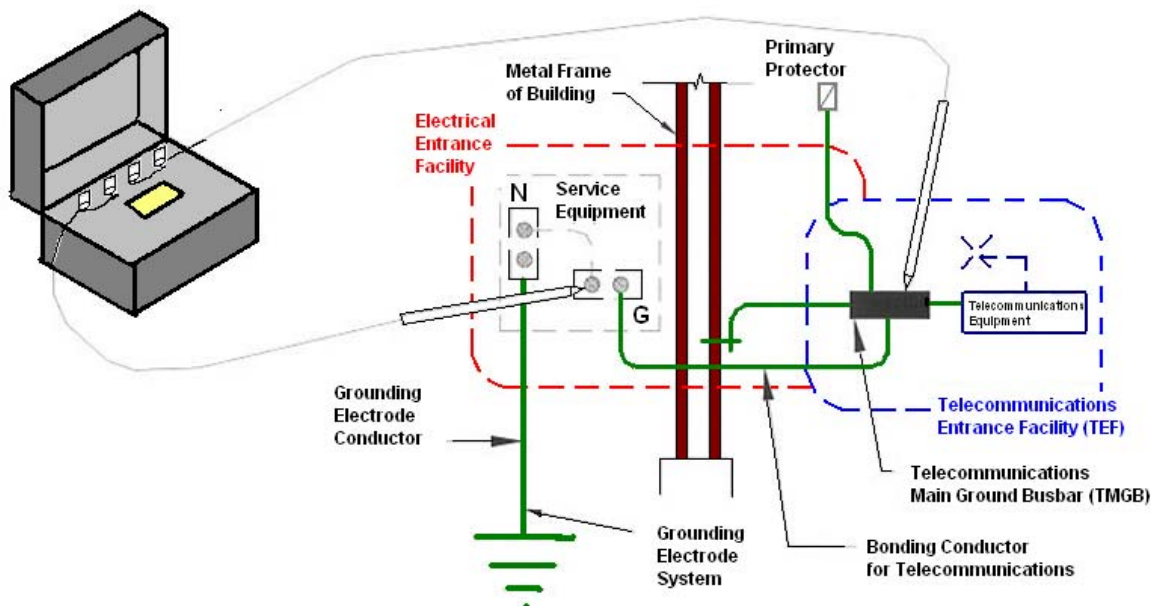 Primary
Protector
Metal Frame
of Building
Electrical
Entrance
Facility
N
Service
Equipment
G
Telecommunications
Equipment
Grounding
Electrode
Conductor
Telecommunications
Entrance Facility (TEF)
Telecommunications
Main Ground Busbar (TMGB)
Grounding
Electrode
System
Bonding Conductor
for Telecommunications